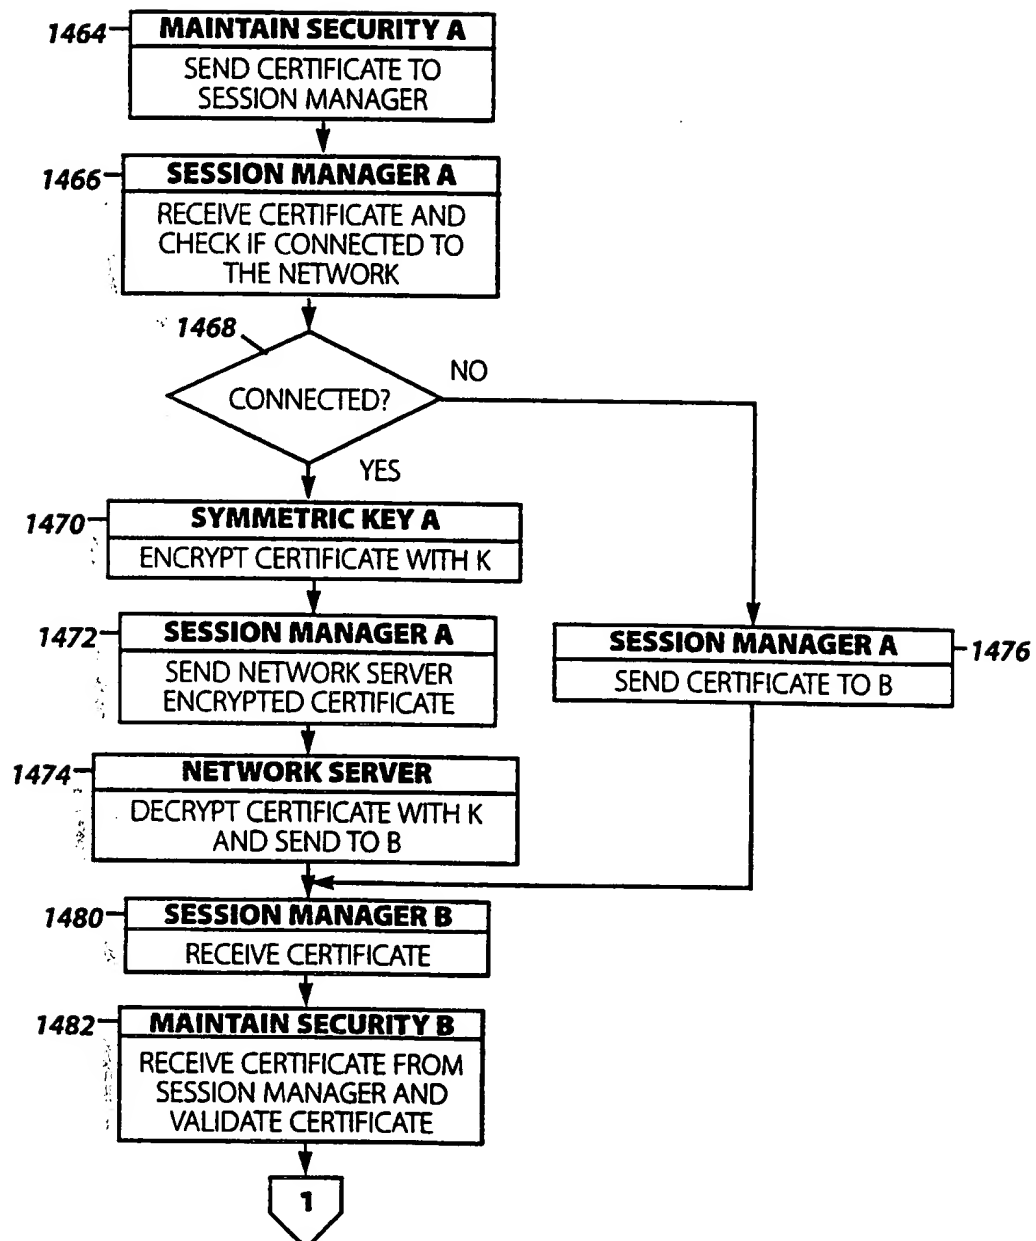 1464
MAINTAIN SECURITY A
SEND CERTIFICATE TO
SESSION MANAGER
1466
SESSION MANAGER A
RECEIVE CERTIFICATE AND
CHECK IF CONNECTED TO
THE NETWORK
1468
CONNECTED?
NO
YES
1470
SYMMETRIC KEY A
ENCRYPT CERTIFICATE WITH K
1472
SESSION MANAGER A
SEND NETWORK SERVER
ENCRYPTED CERTIFICATE
SESSION MANAGER A
1476
SEND CERTIFICATE TO B
1474
NETWORK SERVER
DECRYPT CERTIFICATE WITH K
AND SEND TO B
1480
SESSION MANAGER B
RECEIVE CERTIFICATE
1482
MAINTAIN SECURITY B
RECEIVE CERTIFICATE FROM
SESSION MANAGER AND
VALIDATE CERTIFICATE
1